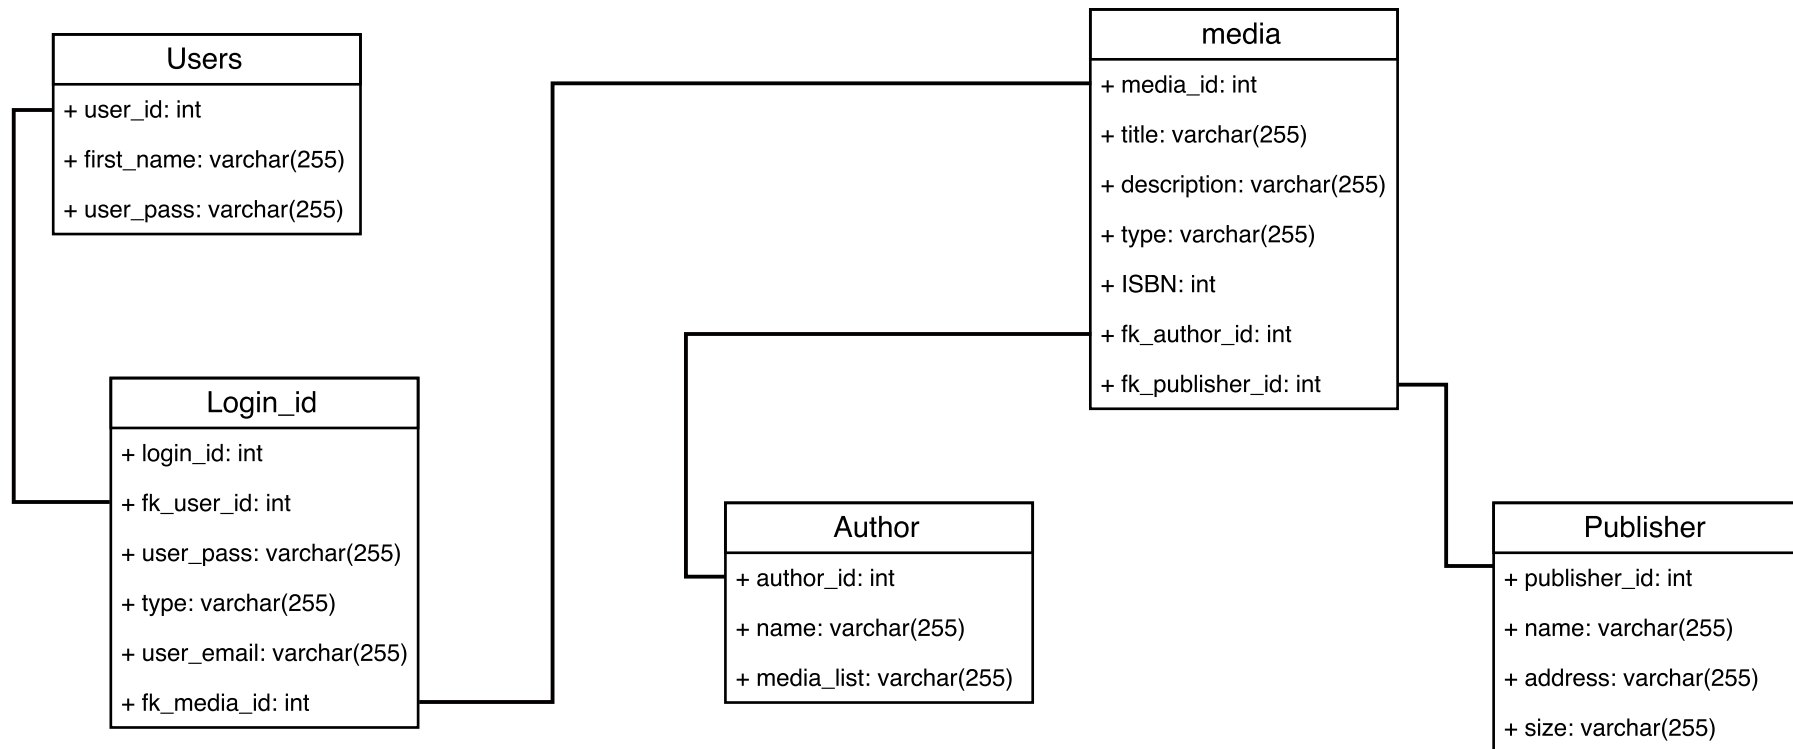 Users
+ user_id: int
+ first_name: varchar(255)
+ user_pass: varchar(255)
media
+ media_id: int
+ title: varchar(255)
+ description: varchar(255)
+ type: varchar(255)
+ ISBN: int
+ fk_author_id: int
+ fk_publisher_id: int
Login_id
+ login_id: int
+ fk_user_id: int
+ user_pass: varchar(255)
+ type: varchar(255)
+ user_email: varchar(255)
+ fk_media_id: int
Author
+ author_id: int
+ name: varchar(255)
+ media_list: varchar(255)
Publisher
+ publisher_id: int
+ name: varchar(255)
+ address: varchar(255)
+ size: varchar(255)